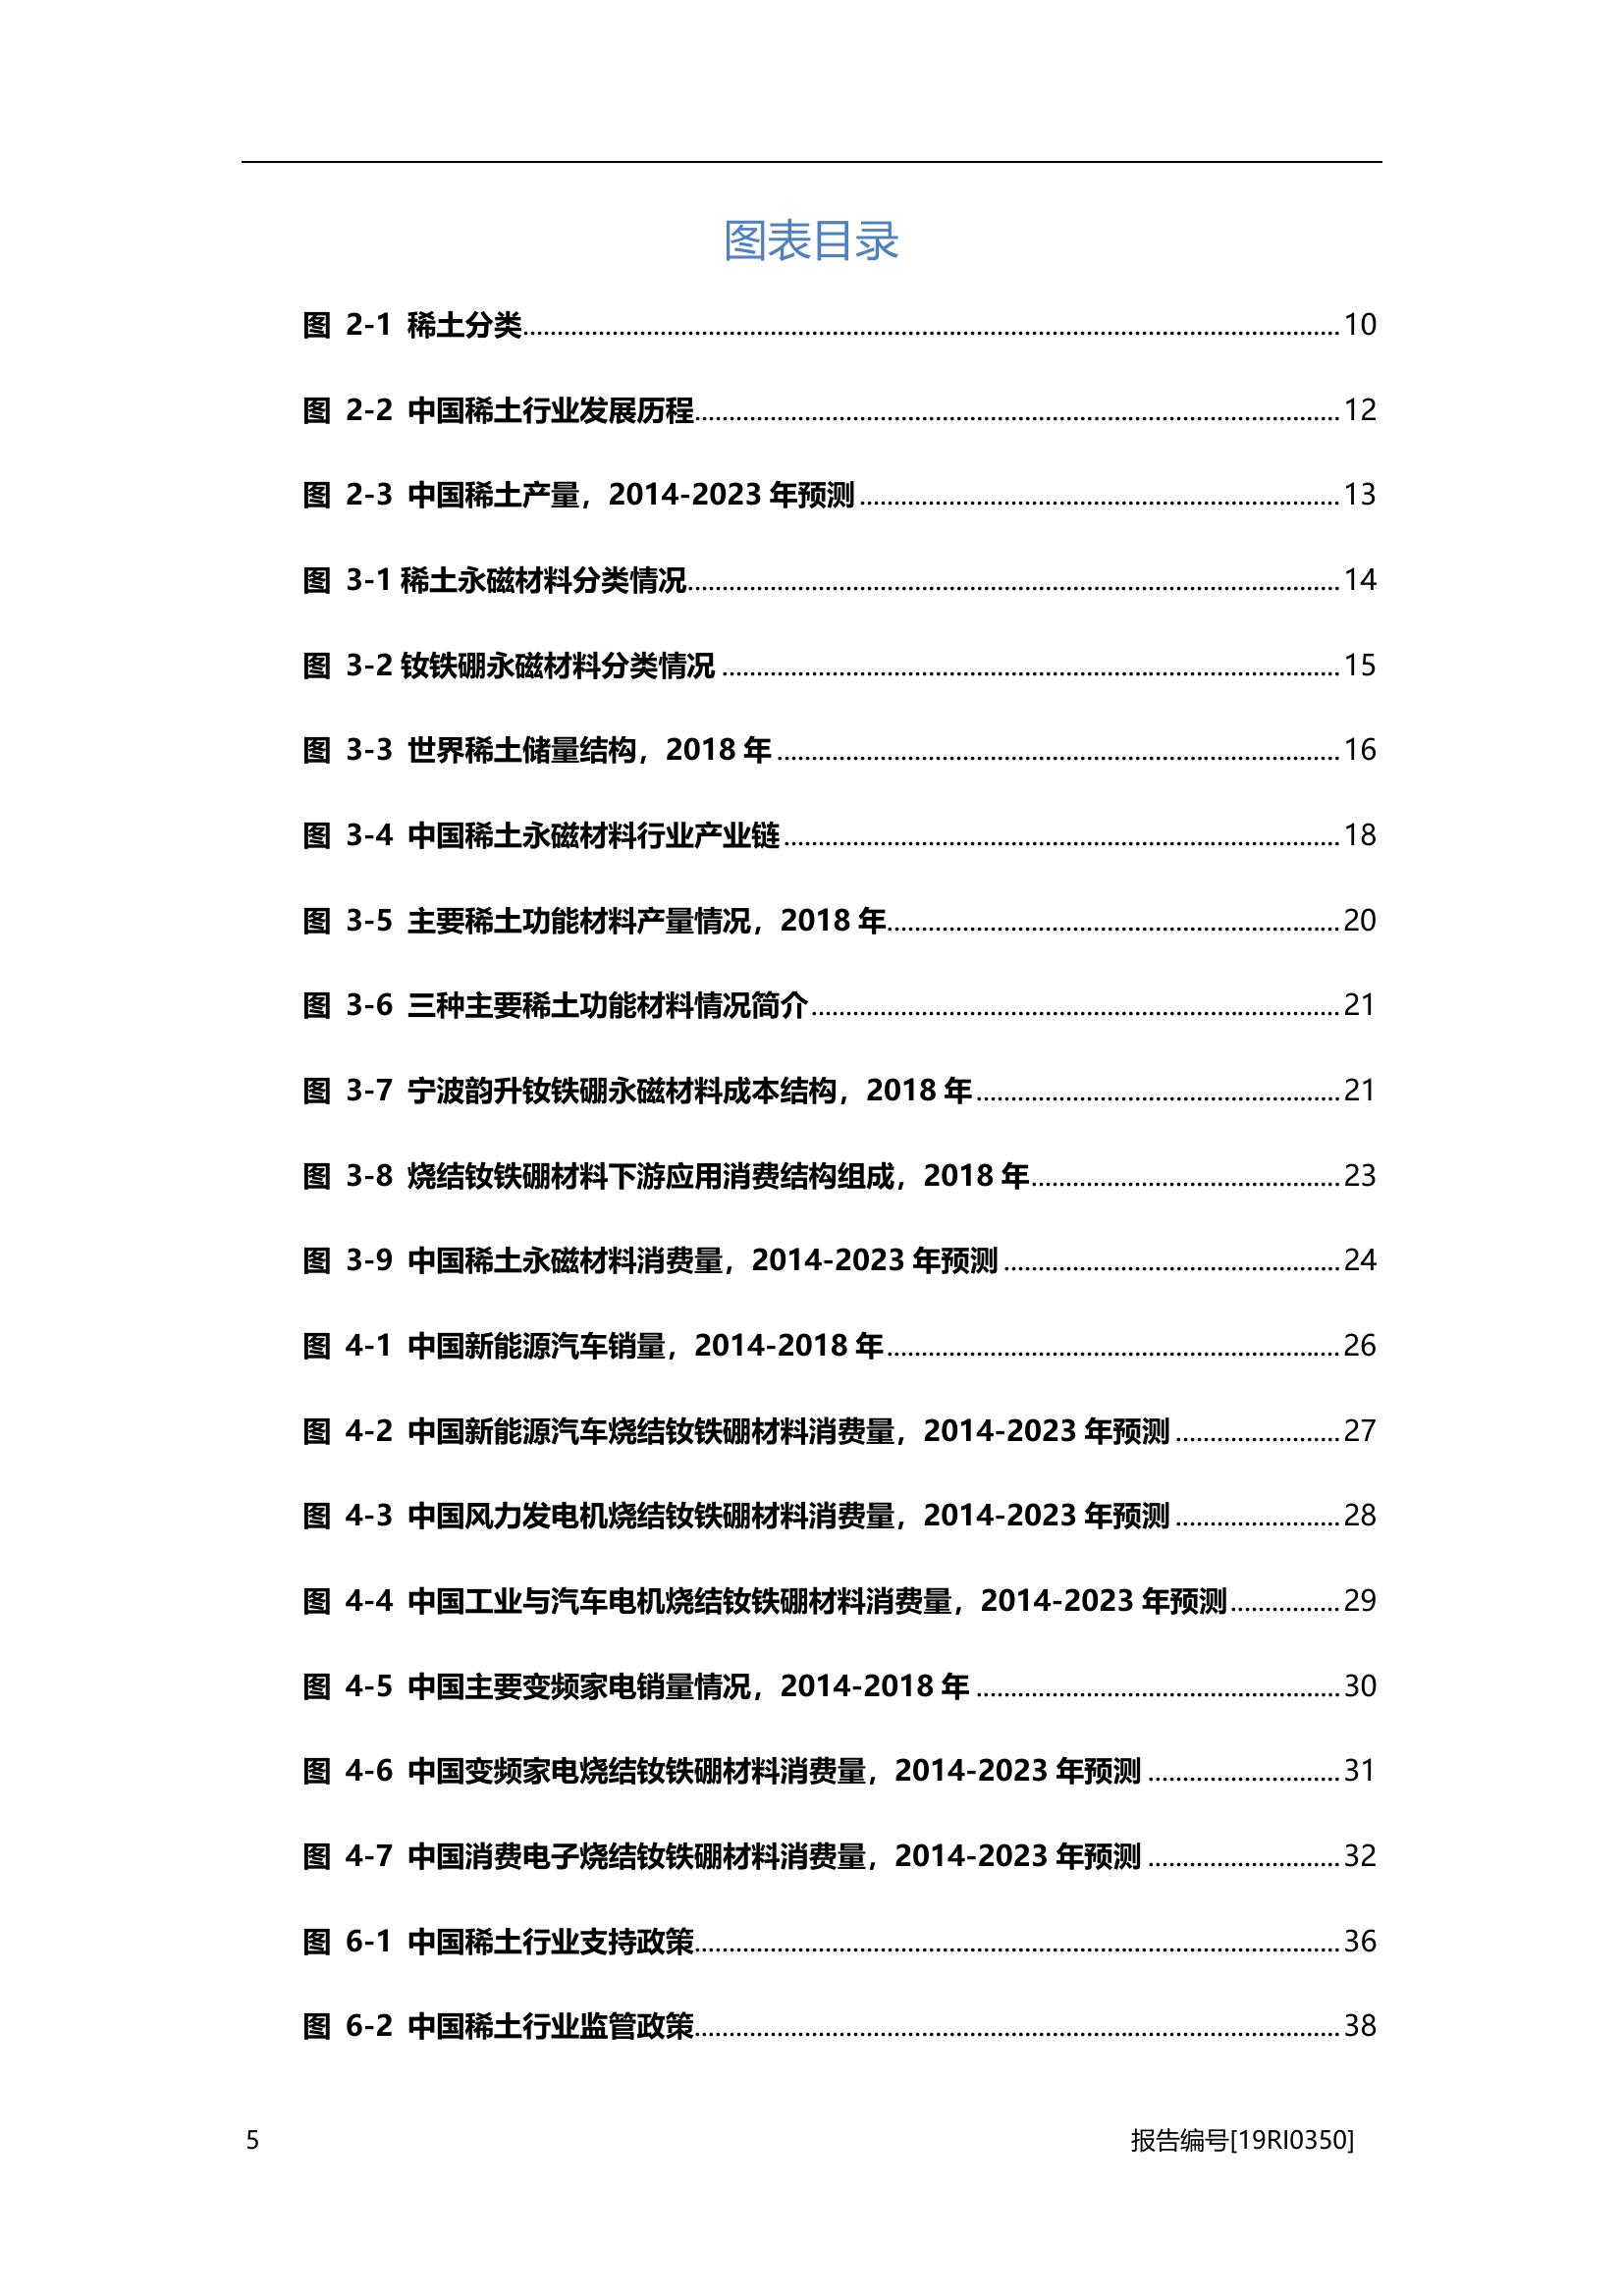 图表目录
图 2-1 稀土分类........10
图 2-2 中国稀土行业发展历程........12
图 2-3 中国稀土产量，2014-2023 年预测........13
图 3-1 稀土永磁材料分类情况........14
图 3-2 钕铁硼永磁材料分类情况........15
图 3-3 世界稀土储量结构，2018 年........16
图 3-4 中国稀土永磁材料行业产业链........18
图 3-5 主要稀土功能材料产量情况，2018 年........20
图 3-6 三种主要稀土功能材料情况简介........21
图 3-7 宁波韵升钕铁硼永磁材料成本结构，2018 年........21
图 3-8 烧结钕铁硼材料下游应用消费结构组成，2018 年........23
图 3-9 中国稀土永磁材料消费量，2014-2023 年预测........24
图 4-1 中国新能源汽车销量，2014-2018 年........26
图 4-2 中国新能源汽车烧结钕铁硼材料消费量，2014-2023 年预测........27
图 4-3 中国风力发电机烧结钕铁硼材料消费量，2014-2023 年预测........28
图 4-4 中国工业与汽车电机烧结钕铁硼材料消费量，2014-2023 年预测........29
图 4-5 中国主要变频家电销量情况，2014-2018 年........30
图 4-6 中国变频家电烧结钕铁硼材料消费量，2014-2023 年预测........31
图 4-7 中国消费电子烧结钕铁硼材料消费量，2014-2023 年预测........32
图 6-1 中国稀土行业支持政策........36
图 6-2 中国稀土行业监管政策........38
5 报告编号[19RI0350]